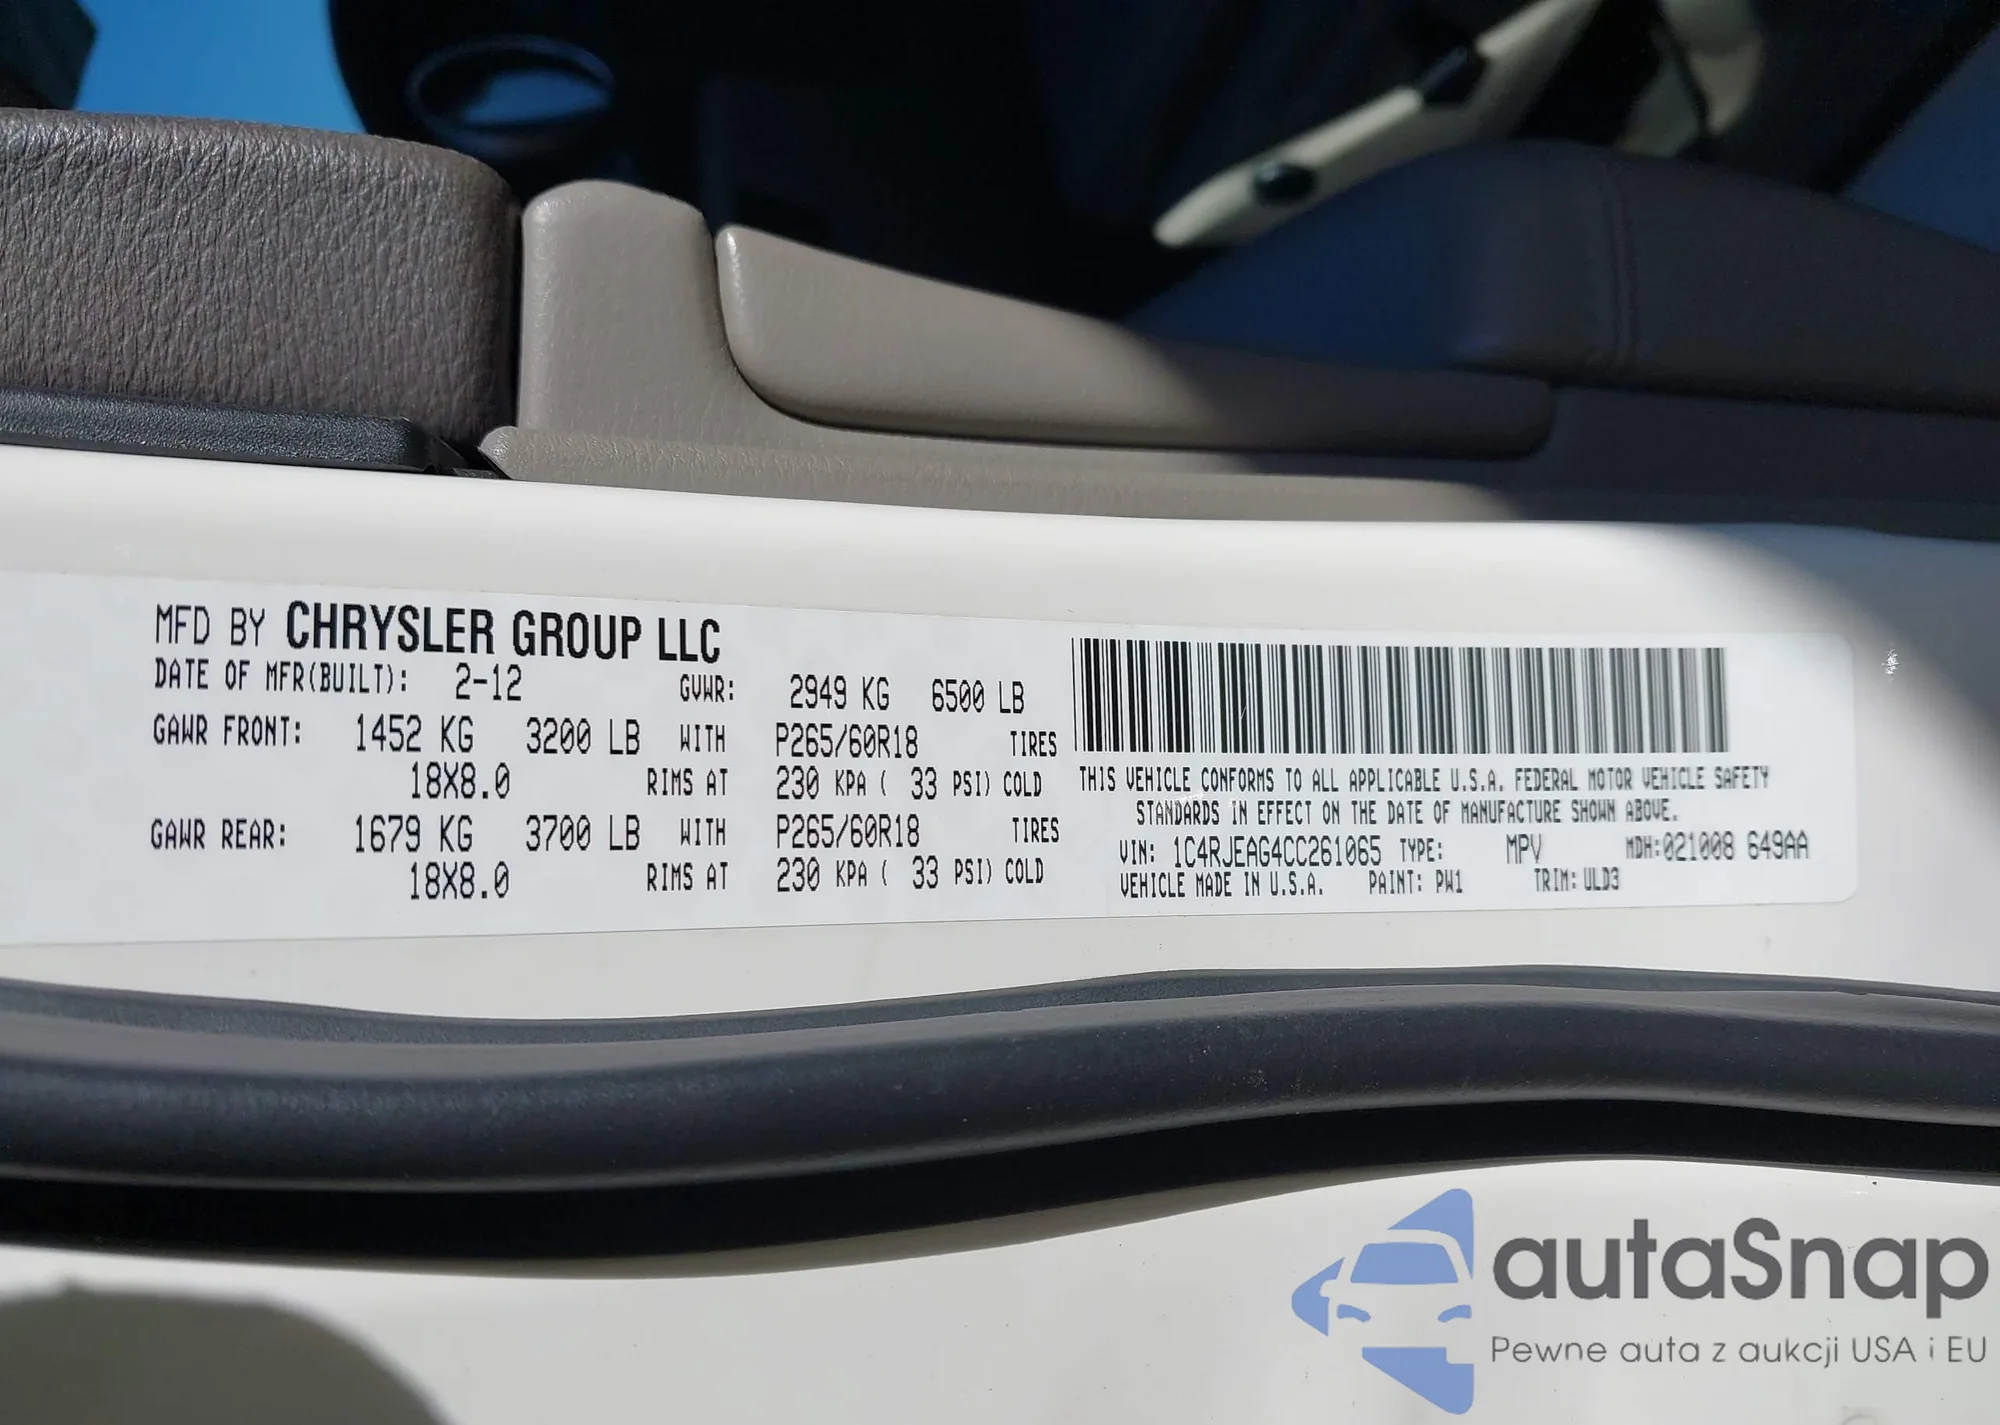 MFD BY CHRYSLER GROUP LLC
DATE OF MFR(BUILT): 2-12 GVWR: 2949 KG 6500 LB
GAWR FRONT: 1452 KG 3200 LB WITH P265/60R18 TIRES
18X8.0 RIMS AT 230 KPA ( 33 PSI) COLD
GAWR REAR: 1679 KG 3700 LB WITH P265/60R18 TIRES
18X8.0 RIMS AT 230 KPA ( 33 PSI) COLD
THIS VEHICLE CONFORMS TO ALL APPLICABLE U.S.A. FEDERAL MOTOR VEHICLE SAFETY
STANDARDS IN EFFECT ON THE DATE OF MANUFACTURE SHOWN ABOVE.
VIN: 1C4RJEAG4CC261065 TYPE: MPV MDH:021008 649AA
VEHICLE MADE IN U.S.A. PAINT: PW1 TRIM: ULD3
autaSnap
Pewne auta z aukcji USA i EU